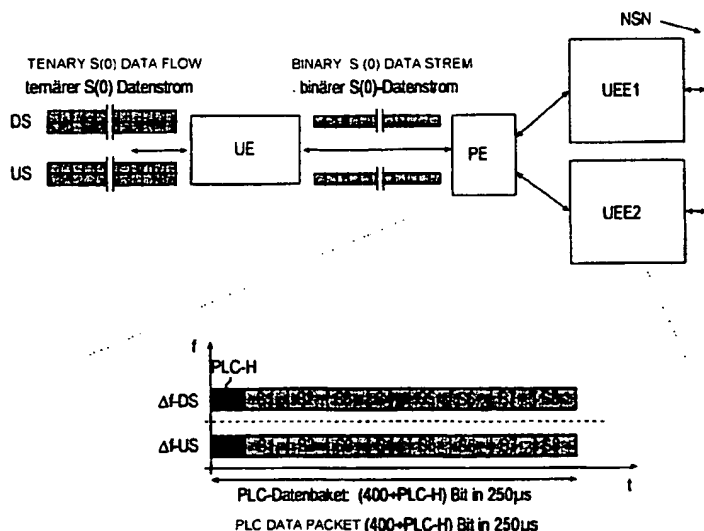 NSN
TENARY S(0) DATA FLOW
ternärer S(0) Datenstrom
BINARY S (0) DATA STREM
binärer S(0)-Datenstrom
DS
US
UE
PE
UEE1
UEE2
f
PLC-H
Δf-DS
Δf-US
t
PLC-Datenbaket: (400+PLC-H) Bit in 250µs
PLC DATA PACKET (400+PLC-H) Bit in 250µs